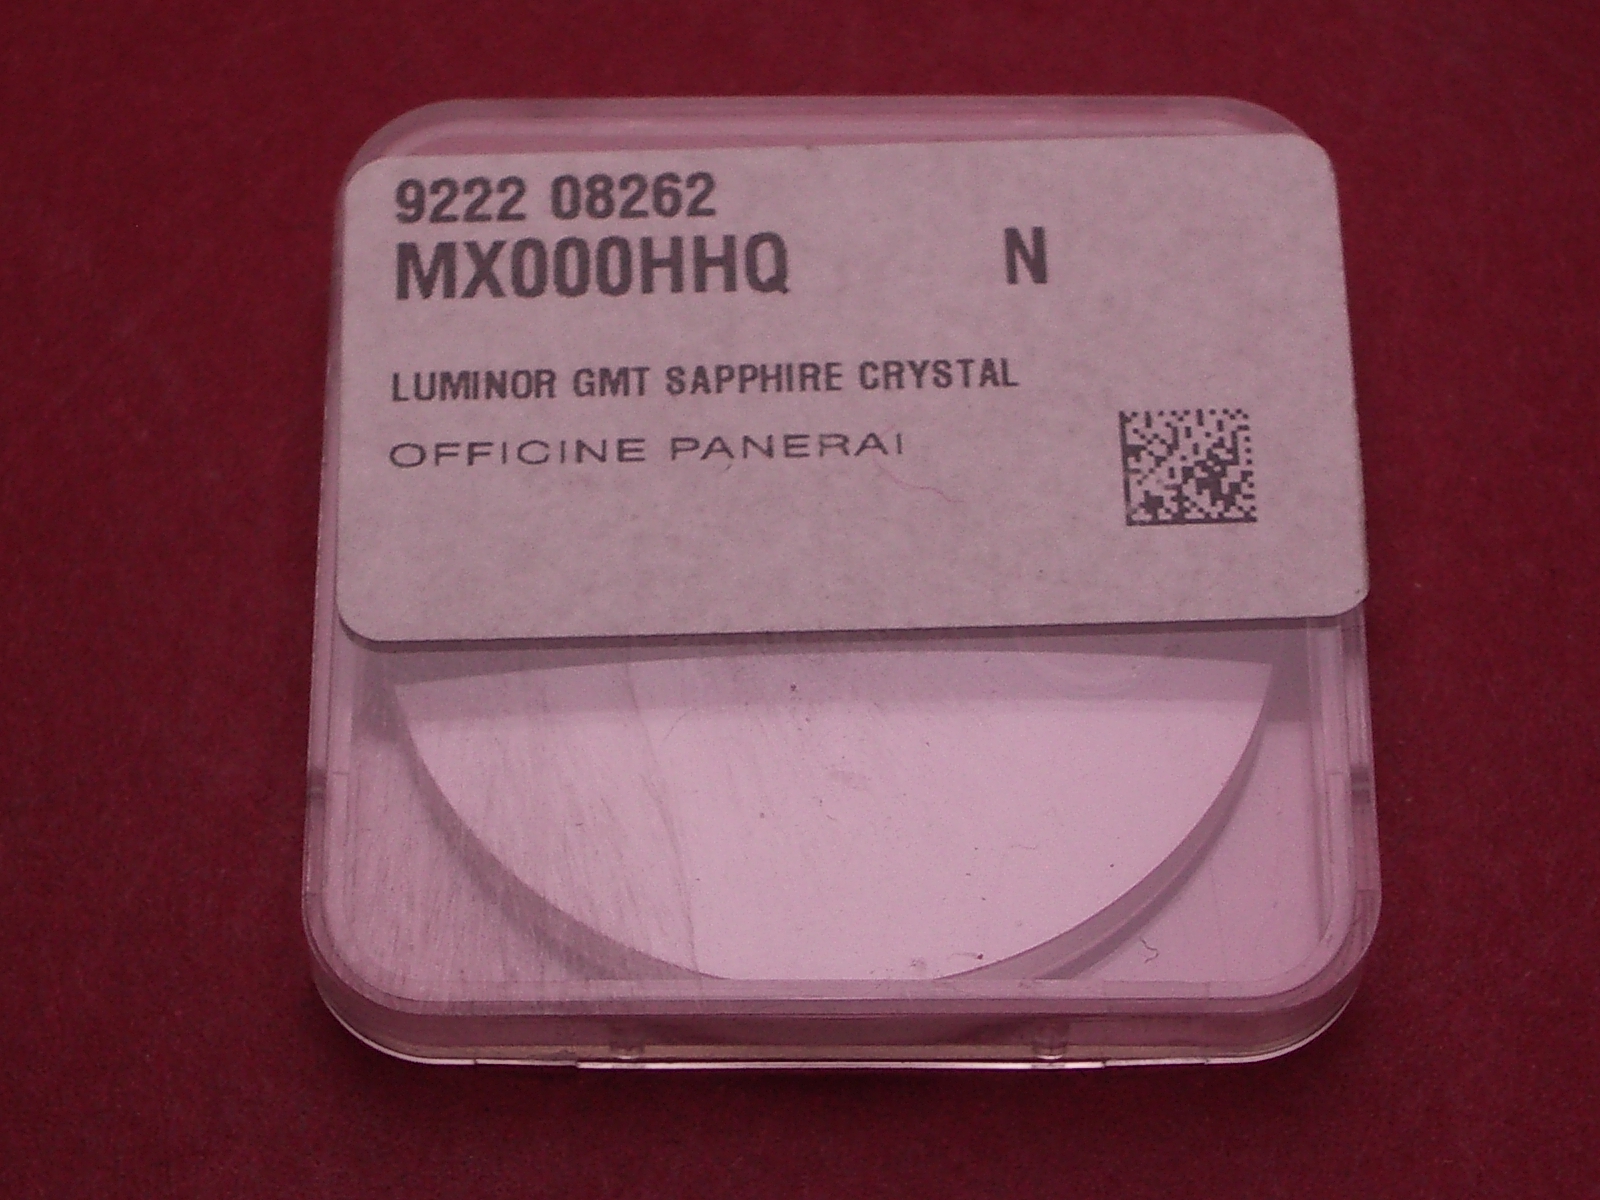 9222 08262
MX000HHQ N
LUMINOR GMT SAPPHIRE CRYSTAL
OFFICINE PANERAI